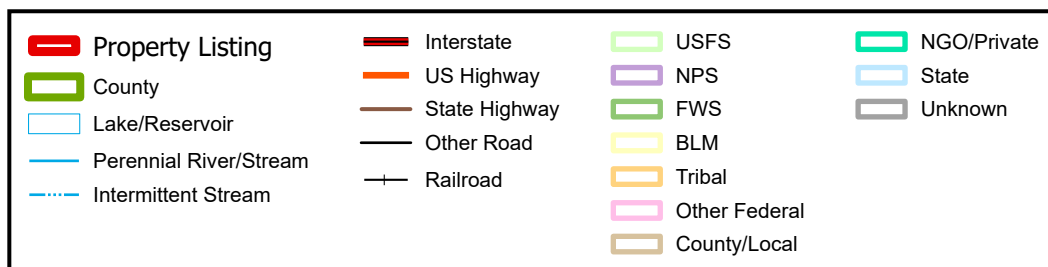 Property Listing
County
Lake/Reservoir
Perennial River/Stream
Intermittent Stream
Interstate
US Highway
State Highway
Other Road
Railroad
USFS
NPS
FWS
BLM
Tribal
Other Federal
County/Local
NGO/Private
State
Unknown